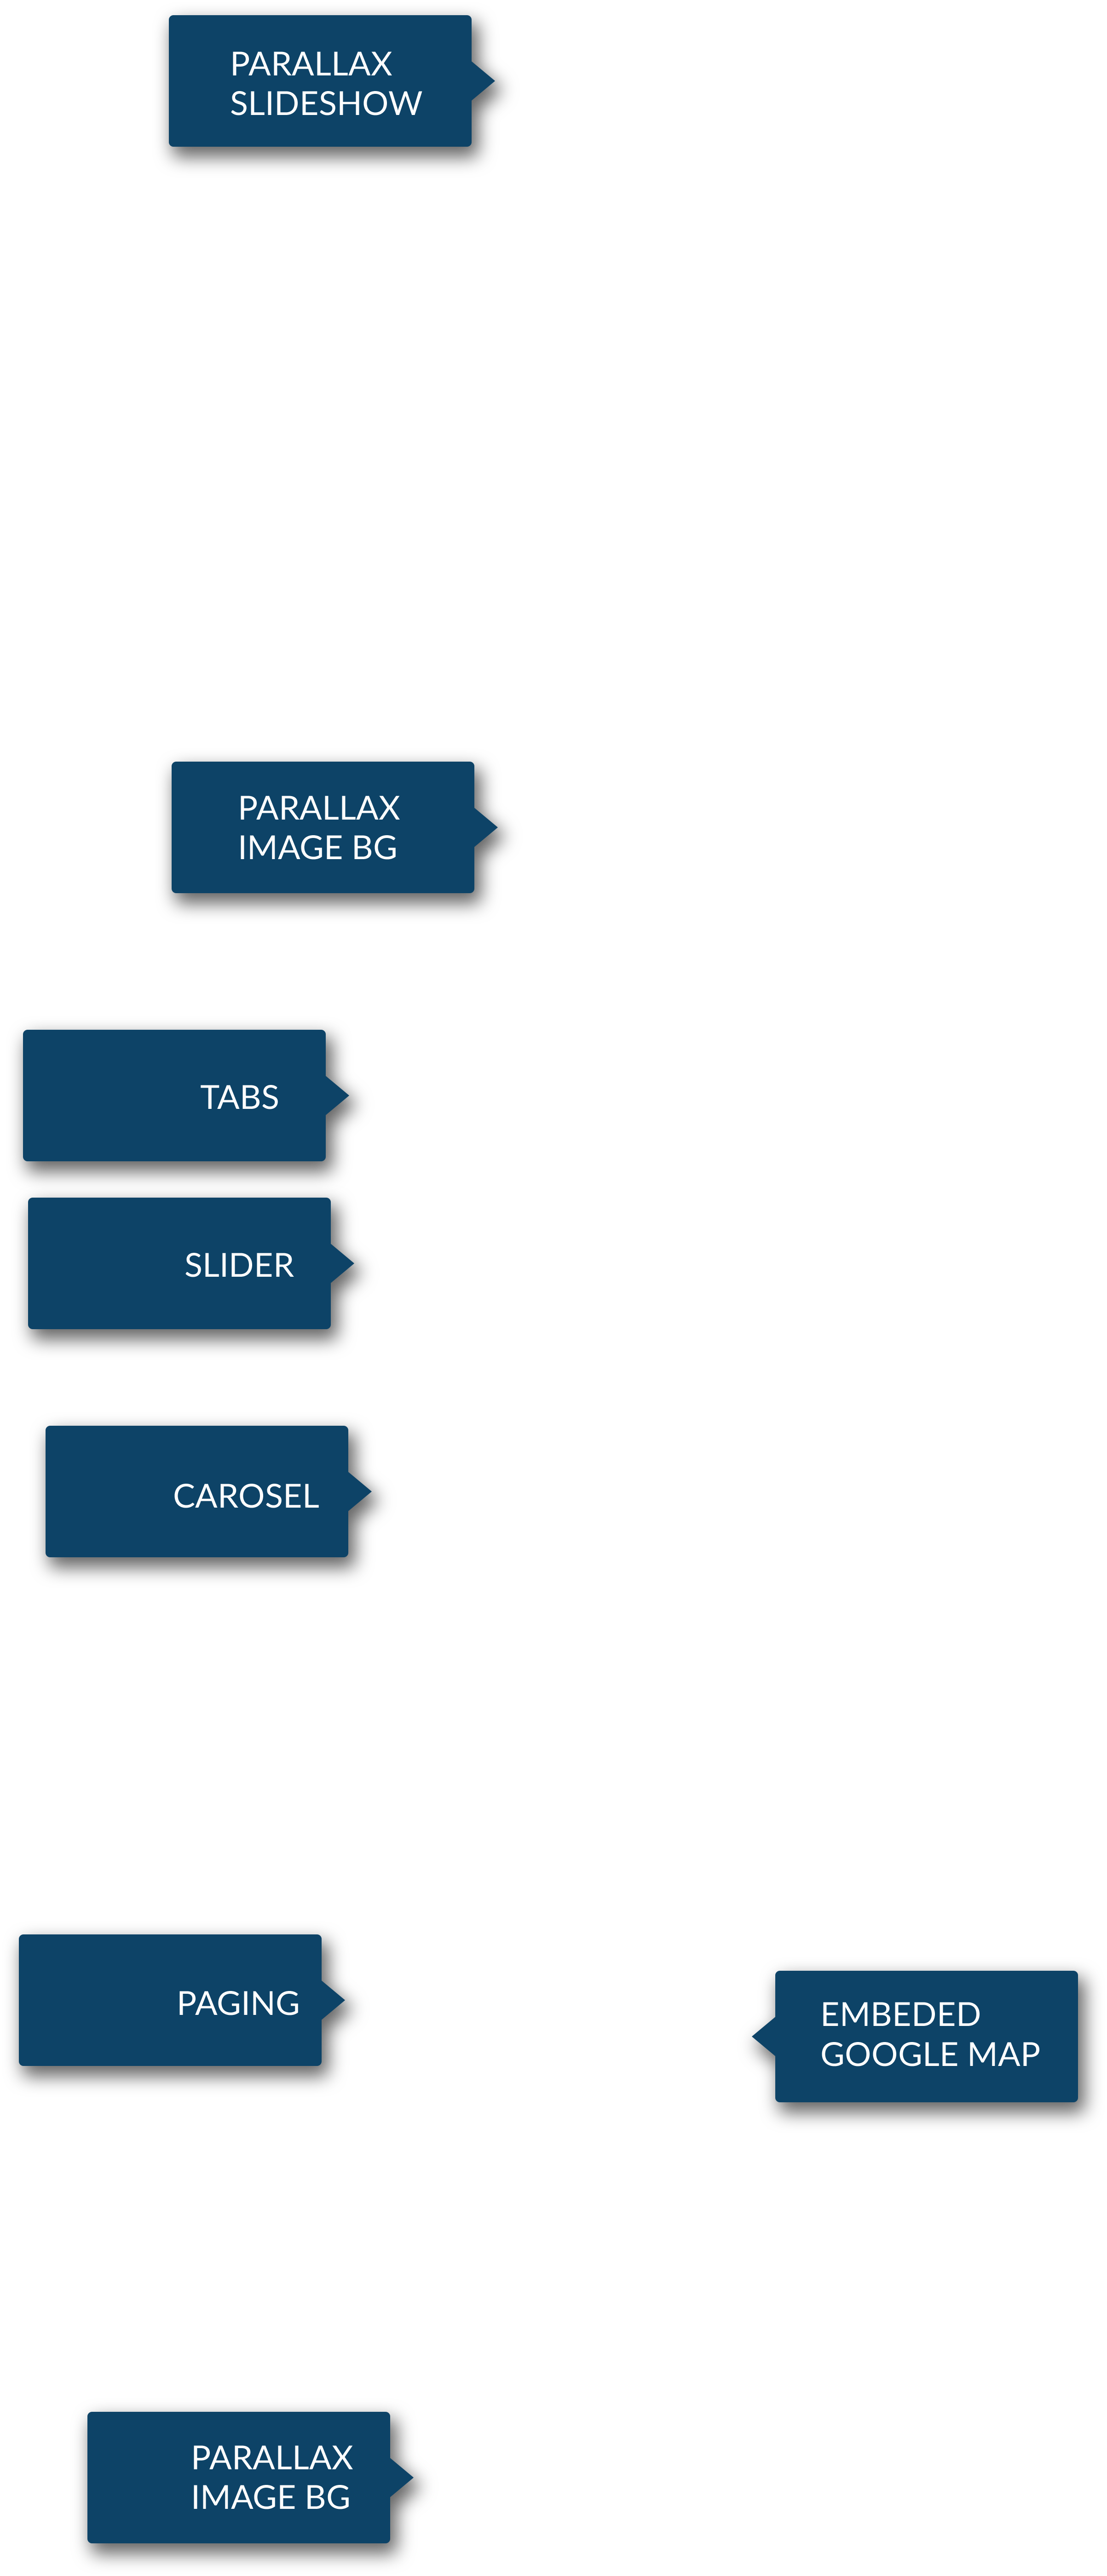 PARALLAX
SLIDESHOW
PARALLAX
IMAGE BG
TABS
SLIDER
CAROSEL
PAGING
EMBEDED
GOOGLE MAP
PARALLAX
IMAGE BG